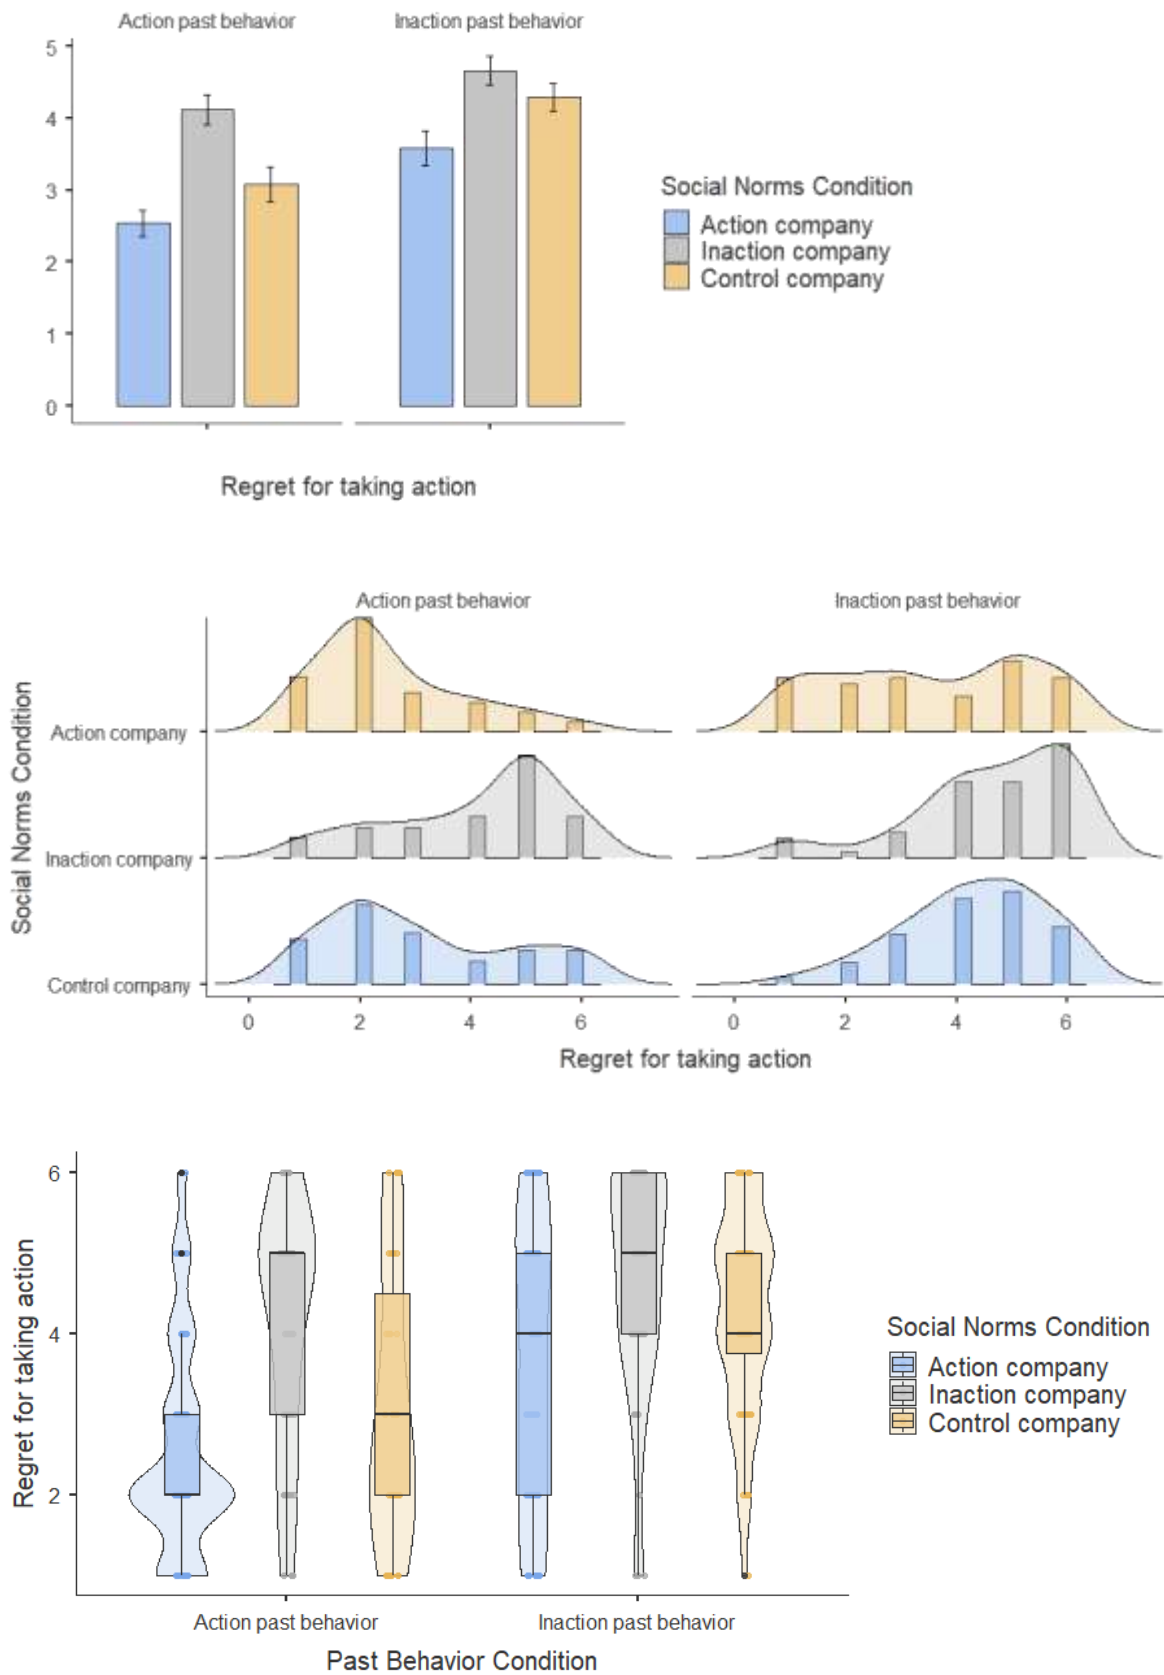 Action past behavior
Inaction past behavior
5
4
3
2
1
0
Social Norms Condition
Action company
Inaction company
Control company
Regret for taking action
Action past behavior
Inaction past behavior
Social Norms Condition
Action company
Inaction company
Control company
0 2 4 6
0 2 4 6
Regret for taking action
Regret for taking action
6
4
2
Social Norms Condition
Action company
Inaction company
Control company
Action past behavior
Inaction past behavior
Past Behavior Condition